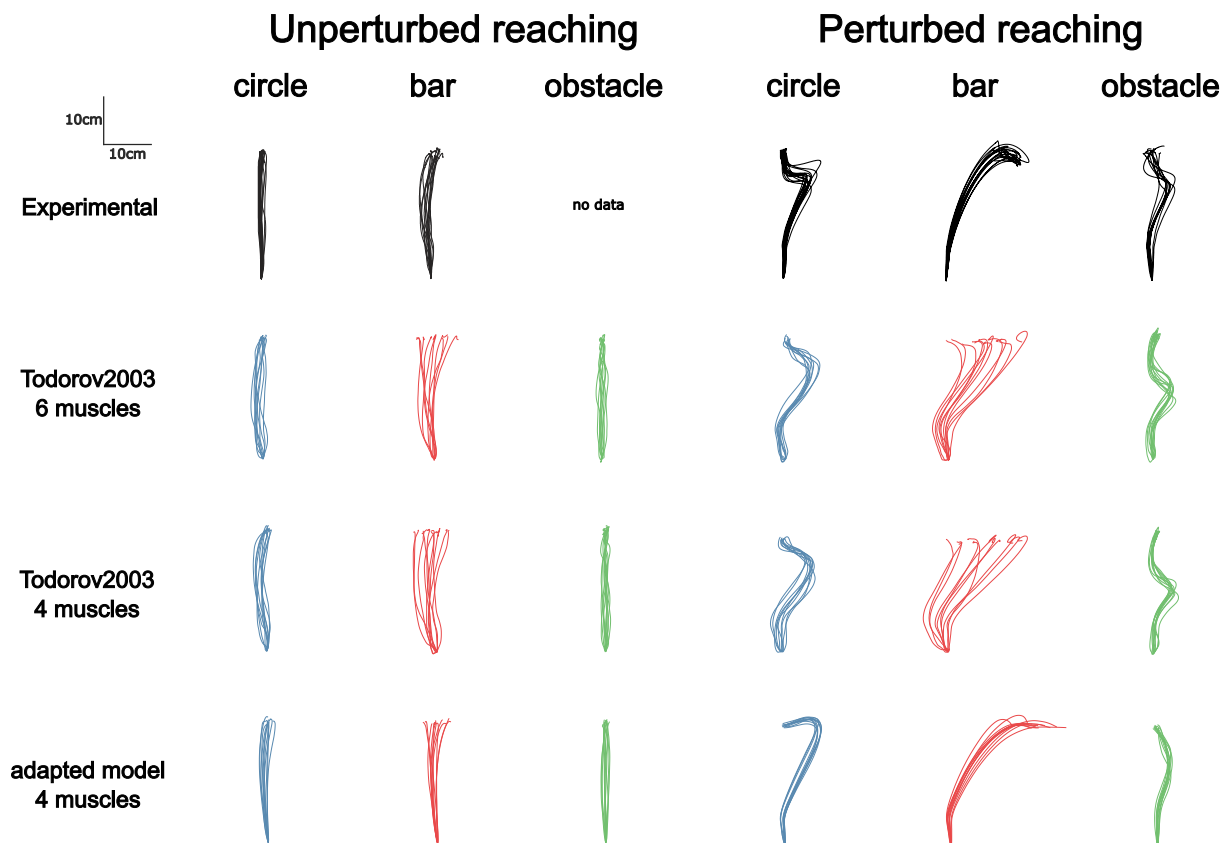 Unperturbed reaching Perturbed reaching
circle bar obstacle circle bar obstacle
10cm
10cm
Experimental no data
Todorov2003
6 muscles
Todorov2003
4 muscles
adapted model
4 muscles